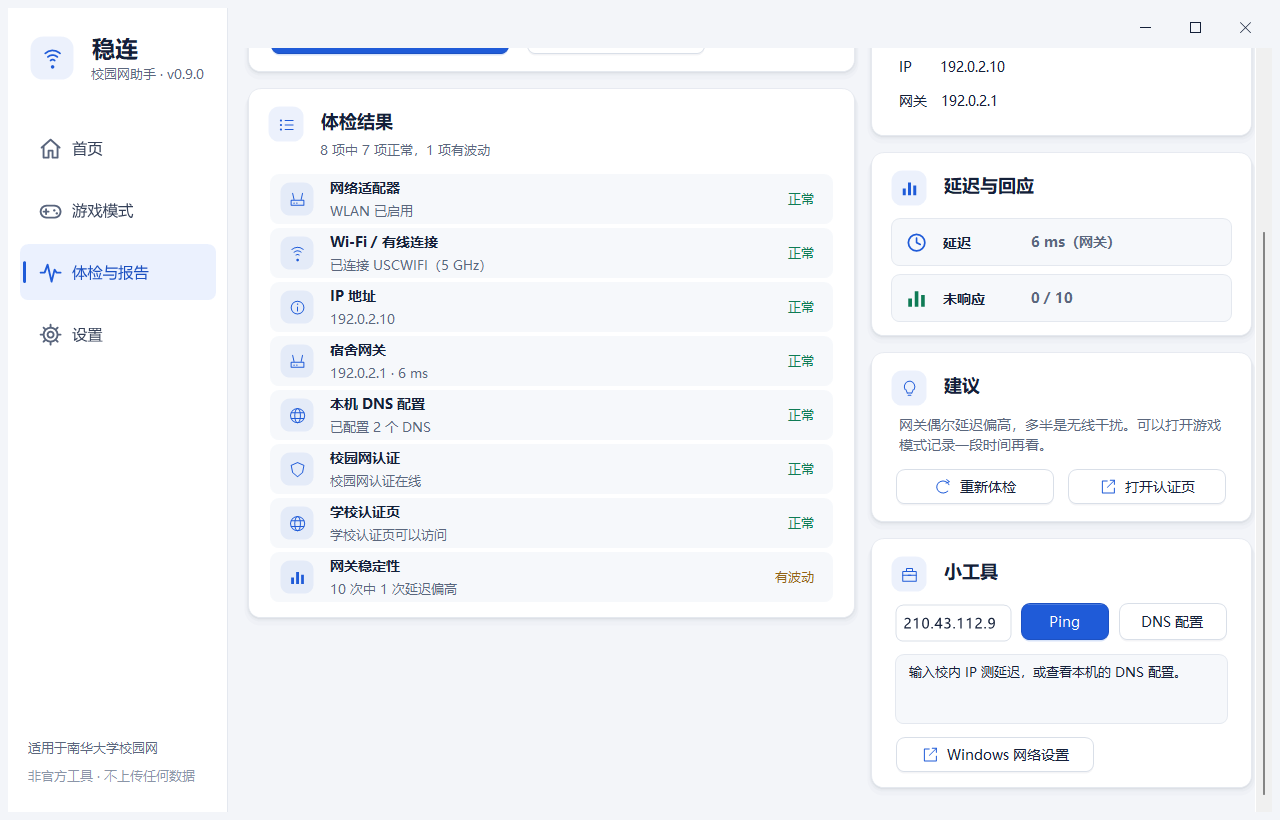 稳连
校园网助手 · v0.9.0
首页
游戏模式
体检与报告
设置
适用于南华大学校园网
非官方工具 · 不上传任何数据
体检结果
8 项中 7 项正常，1 项有波动
网络适配器
WLAN 已启用
正常
Wi-Fi / 有线连接
已连接 USCWIFI（5 GHz）
正常
IP 地址
192.0.2.10
正常
宿舍网关
192.0.2.1 · 6 ms
正常
本机 DNS 配置
已配置 2 个 DNS
正常
校园网认证
校园网认证在线
正常
学校认证页
学校认证页可以访问
正常
网关稳定性
10 次中 1 次延迟偏高
有波动
IP 192.0.2.10
网关 192.0.2.1
延迟与回应
延迟 6 ms（网关）
未响应 0 / 10
建议
网关偶尔延迟偏高，多半是无线干扰。可以打开游戏
模式记录一段时间再看。
重新体检 打开认证页
小工具
210.43.112.9 Ping DNS 配置
输入校内 IP 测延迟，或查看本机的 DNS 配置。
Windows 网络设置